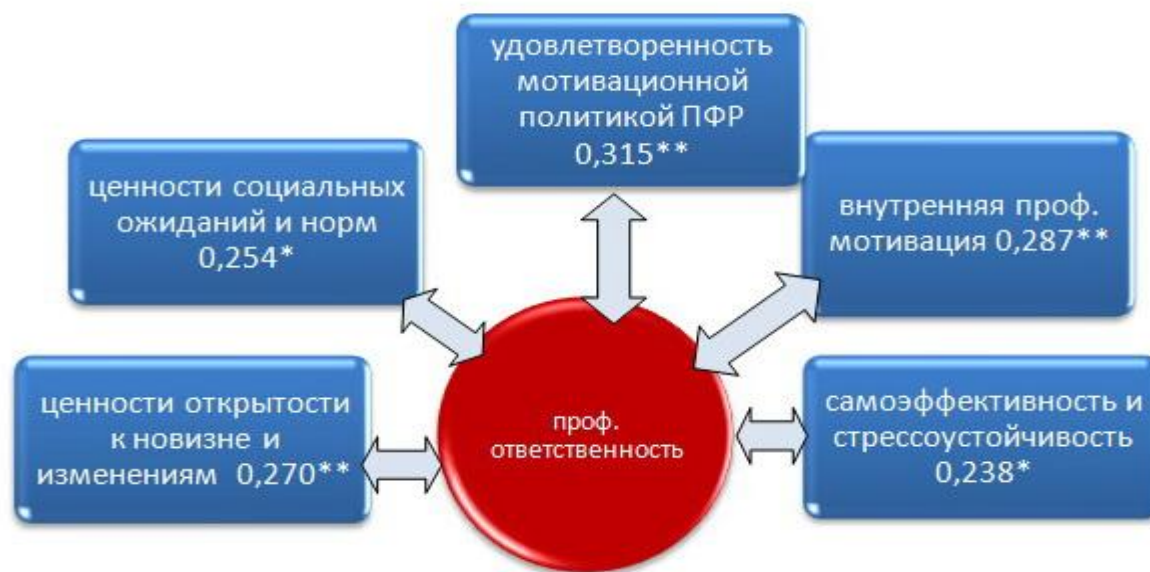 удовлетворенность
мотивационной
политикой ПФР
0,315**
ценности социальных
ожиданий и норм
0,254*
внутренняя проф.
мотивация 0,287**
ценности открытости
к новизне и
изменениям 0,270**
проф.
ответственность
самоэффективность и
стрессоустойчивость
0,238*